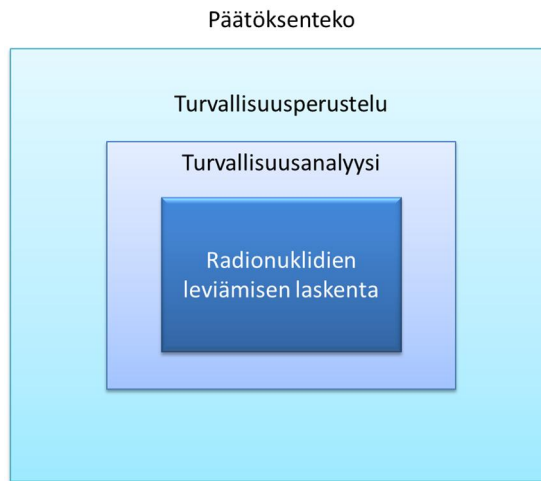 Päätöksenteko
Turvallisuusperustelu
Turvallisuusanalyysi
Radionuklidien
leviämisen laskenta